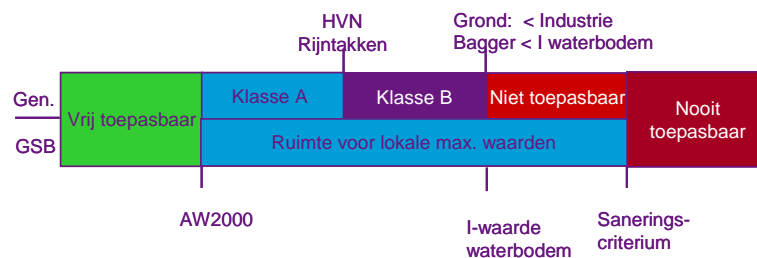 HVN
Rijntakken
Grond: < Industrie
Bagger < I waterbodem
Gen.
GSB
Vrij toepasbaar
Klasse A
Klasse B
Niet toepasbaar
Nooit
toepasbaar
Ruimte voor lokale max. waarden
AW2000
I-waarde
waterbodem
Sanerings-
criterium